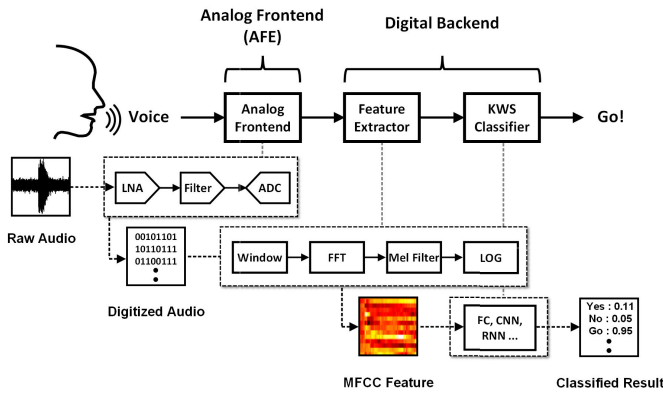 Analog Frontend
(AFE)
Digital Backend
Voice
Analog
Frontend
Feature
Extractor
KWS
Classifier
Go!
LNA
Filter
ADC
Raw Audio
00101101
10110111
01100111
Digitized Audio
Window
FFT
Mel Filter
LOG
MFCC Feature
FC, CNN,
RNN ...
Yes : 0.11
No : 0.05
Go : 0.95
Classified Result